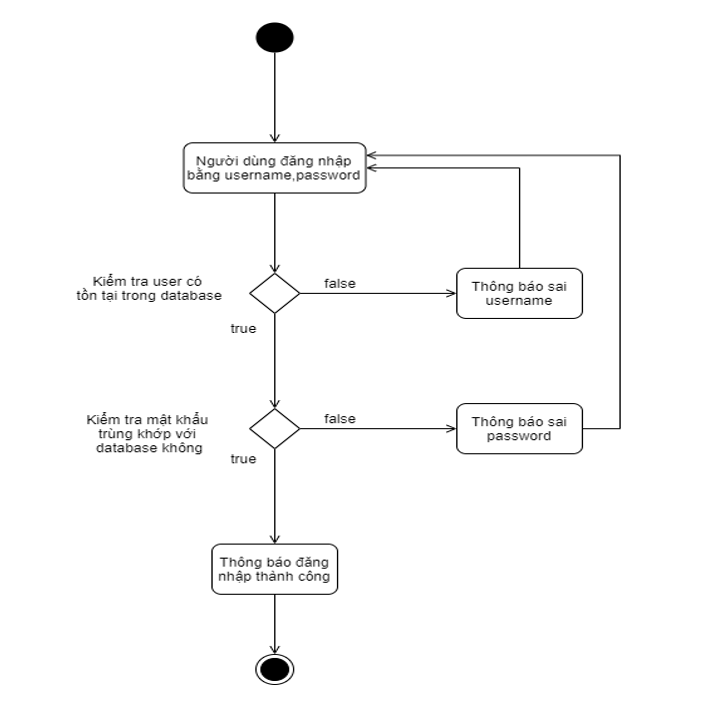 Người dùng đăng nhập
bằng username,password
Kiểm tra user có
tồn tại trong database
false
Thông báo sai
username
true
Kiểm tra mật khẩu
trùng khớp với
database không
false
Thông báo sai
password
true
Thông báo đăng
nhập thành công